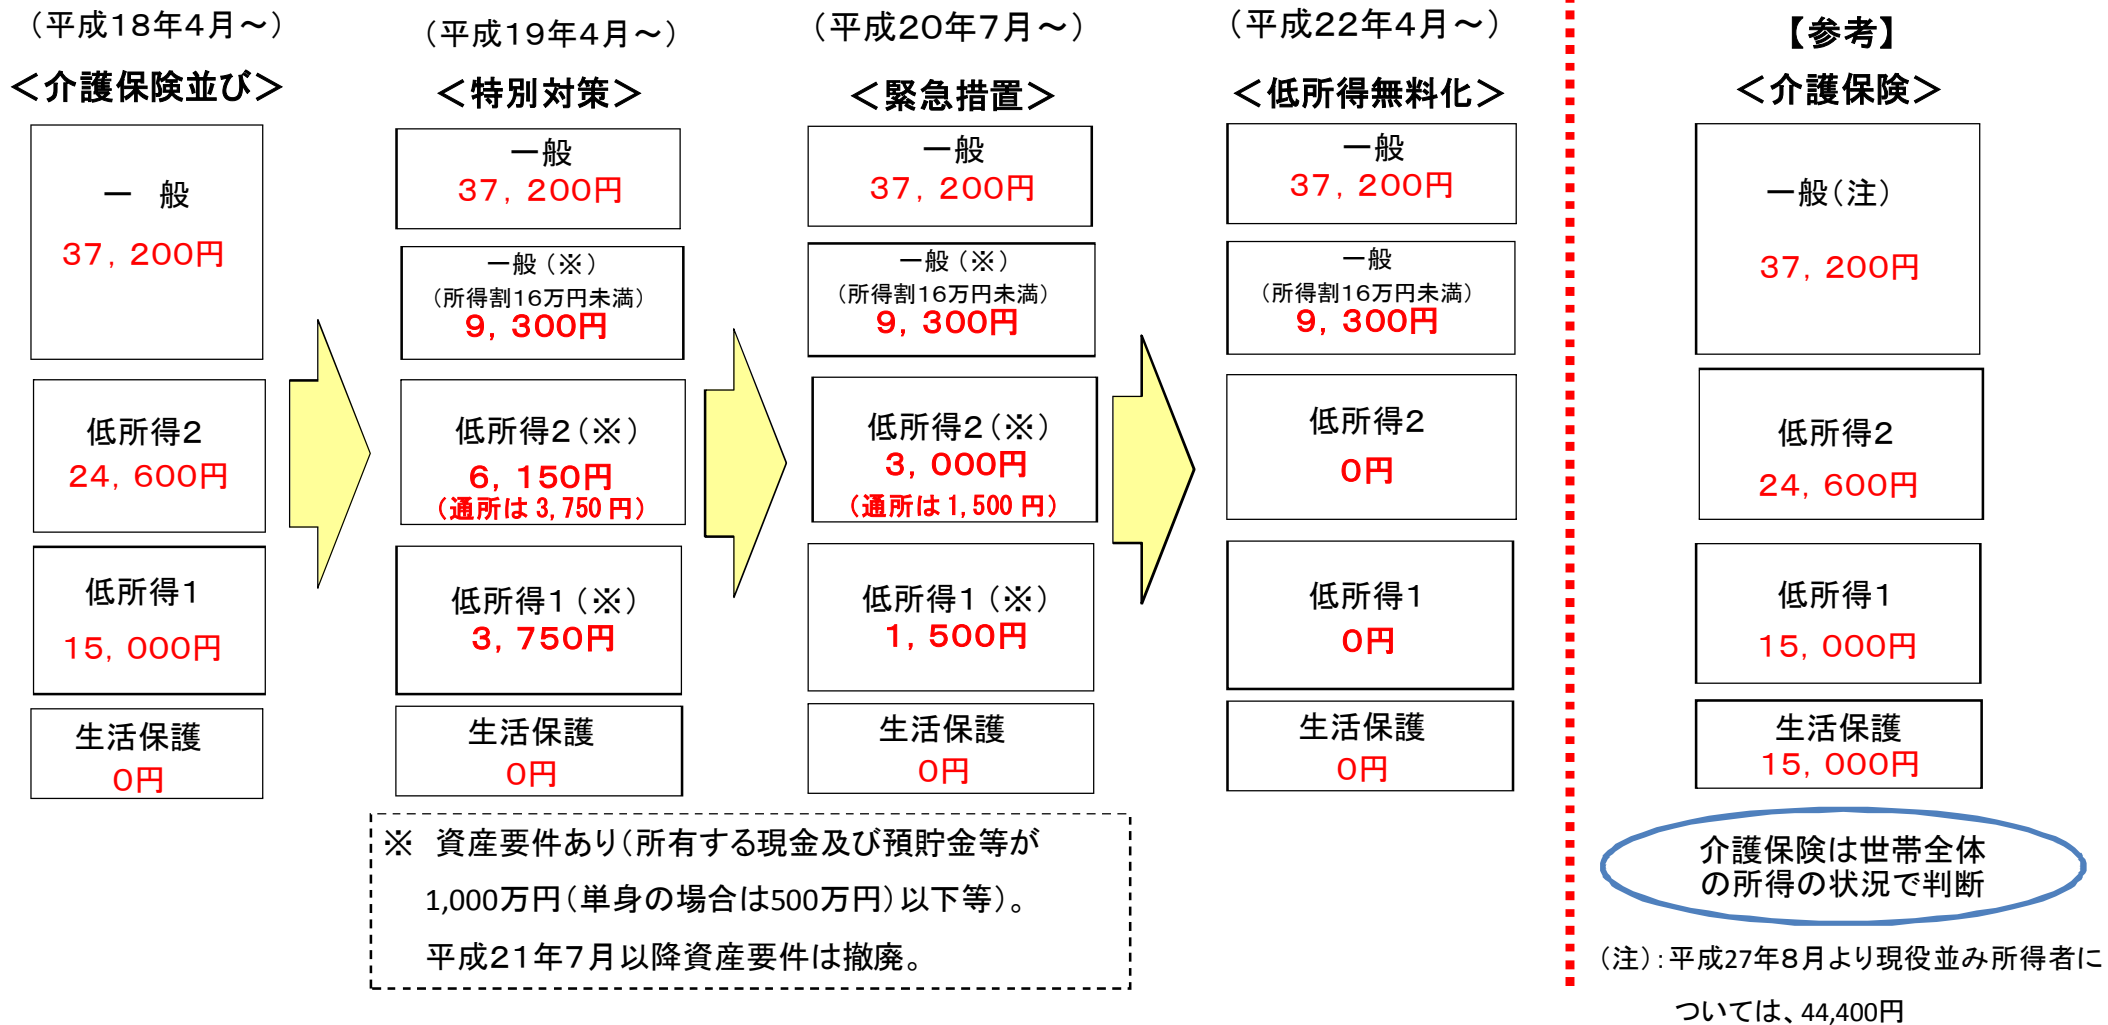 （平成18年4月～）
＜介護保険並び＞
一　般
37,200円
低所得2
24,600円
低所得1
15,000円
生活保護
0円
（平成19年4月～）
＜特別対策＞
一般
37,200円
一般（※）
（所得割16万円未満）
9,300円
低所得2（※）
6,150円
（通所は3,750円）
低所得1（※）
3,750円
生活保護
0円
（平成20年7月～）
＜緊急措置＞
一般
37,200円
一般（※）
（所得割16万円未満）
9,300円
低所得2（※）
3,000円
（通所は1,500円）
低所得1（※）
1,500円
生活保護
0円
（平成22年4月～）
＜低所得無料化＞
一般
37,200円
一般
（所得割16万円未満）
9,300円
低所得2
0円
低所得1
0円
生活保護
0円
※　資産要件あり（所有する現金及び預貯金等が
1,000万円（単身の場合は500万円）以下等）。
平成21年7月以降資産要件は撤廃。
【参考】
＜介護保険＞
一般（注）
37,200円
低所得2
24,600円
低所得1
15,000円
生活保護
15,000円
介護保険は世帯全体
の所得の状況で判断
（注）：平成27年8月より現役並み所得者に
ついては、44,400円